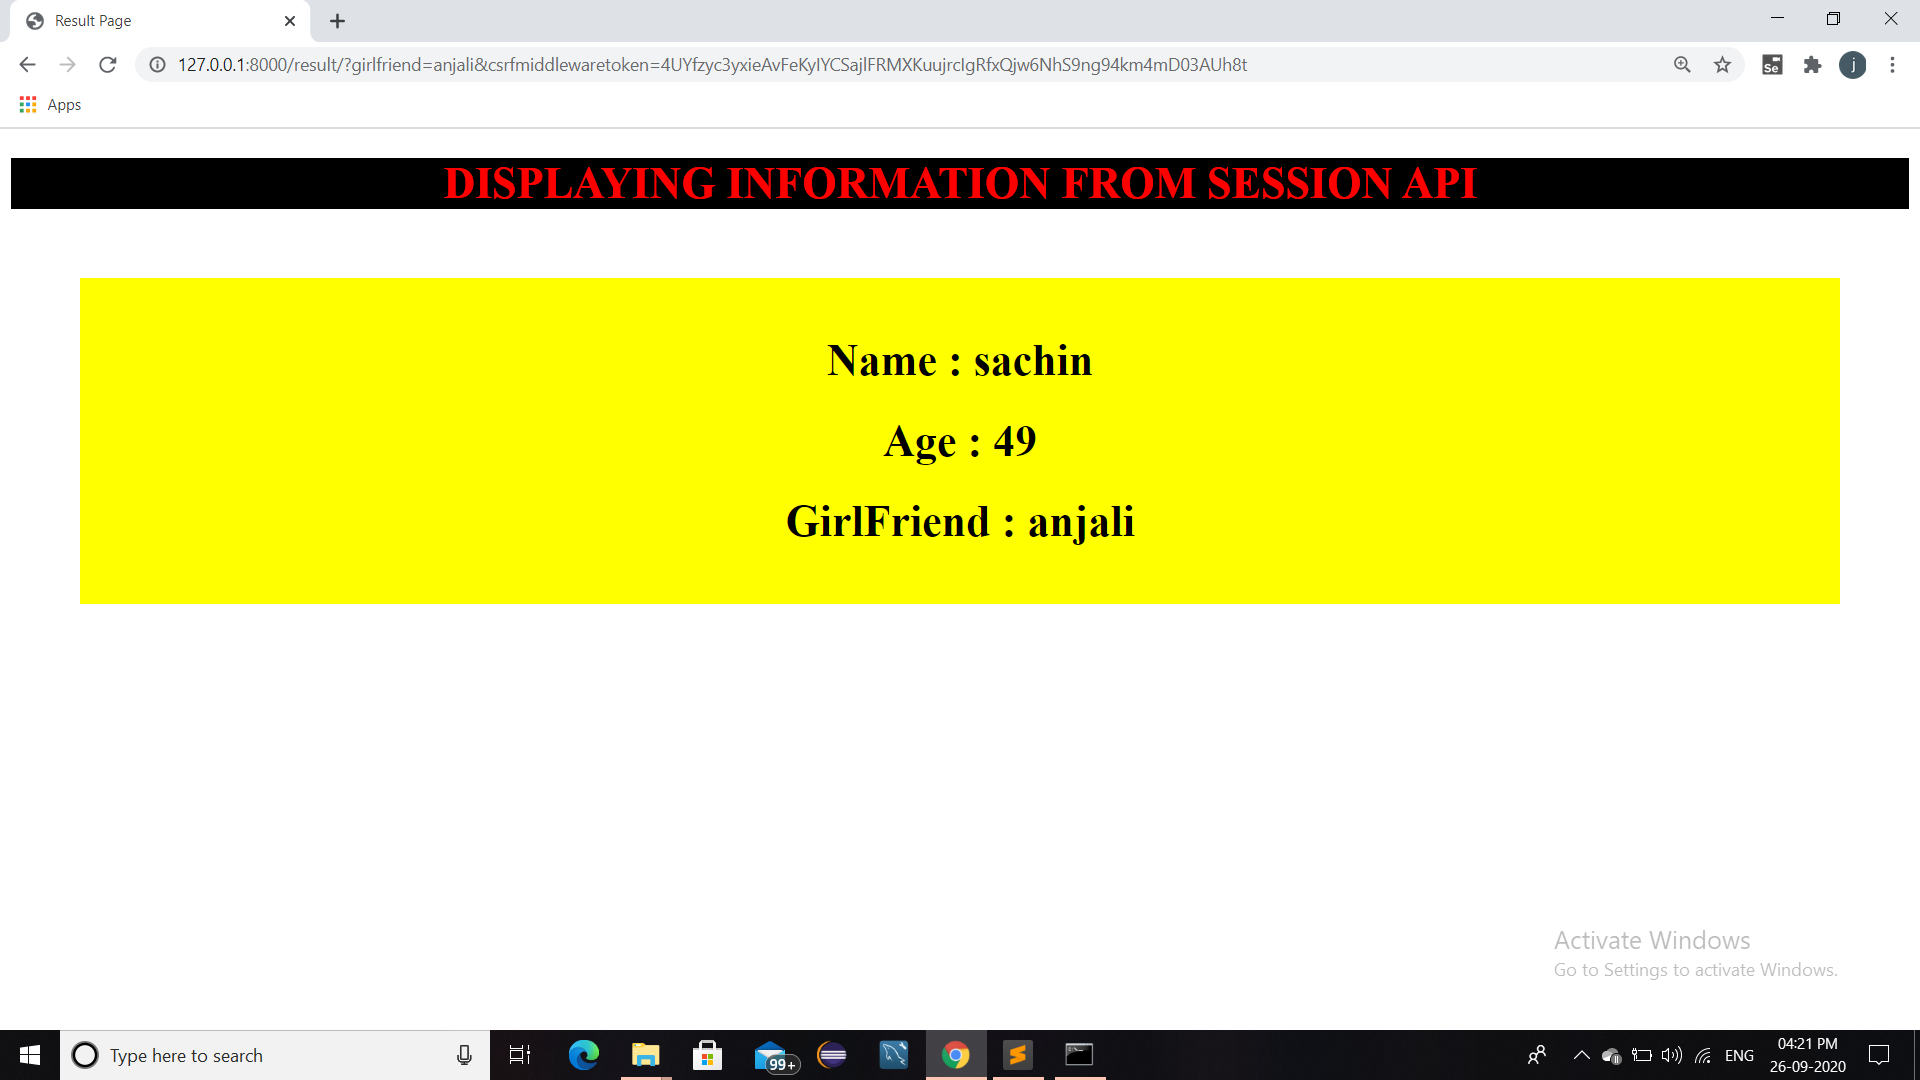 Result Page
127.0.0.1:8000/result/?girlfriend=anjali&csrfmiddlewaretoken=4UYfzyc3yxieAvFeKyIYCSajlFRMXKuujrcIgRfxQjw6NhS9ng94km4mD03AUh8t
Se
j
Apps
DISPLAYING INFORMATION FROM SESSION API
Name : sachin
Age : 49
GirlFriend : anjali
Activate Windows
Go to Settings to activate Windows.
Type here to search
99+
ENG
04:21 PM
26-09-2020